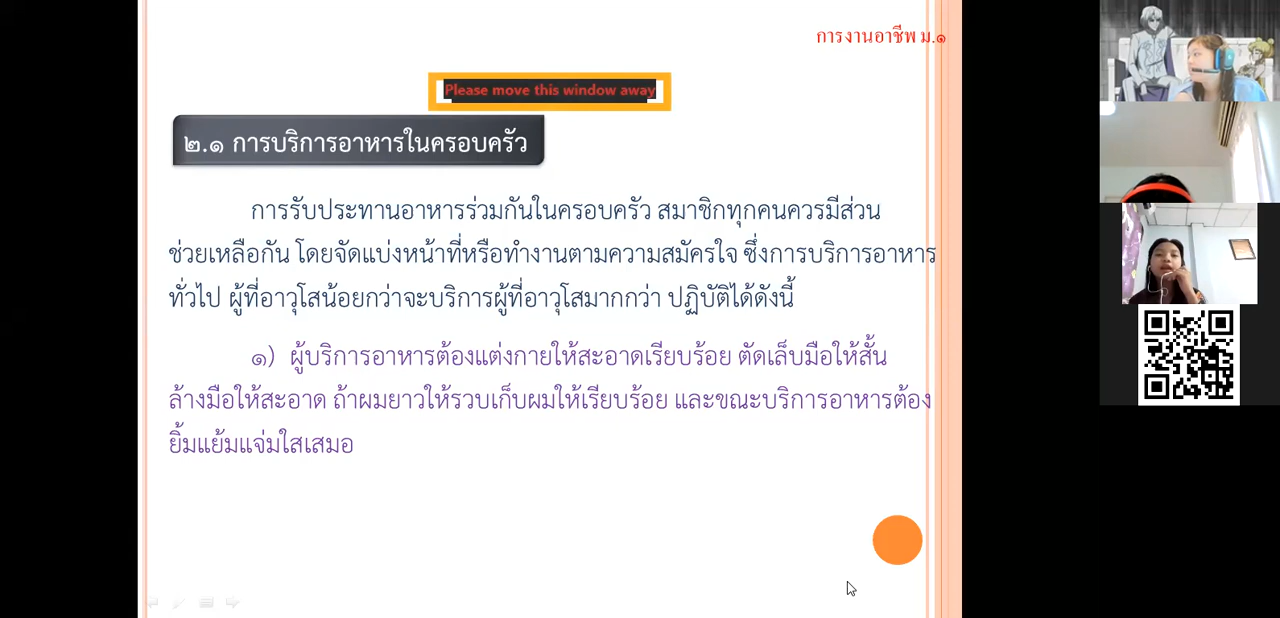 การงานอาชีพ ม.๑
Please move this window away
๒.๑ การบริการอาหารในครอบครัว
การรับประทานอาหารร่วมกันในครอบครัว สมาชิกทุกคนควรมีส่วน
ช่วยเหลือกัน โดยจัดแบ่งหน้าที่หรือทำงานตามความสมัครใจ ซึ่งการบริการอาหาร
ทั่วไป ผู้ที่อาวุโสน้อยกว่าจะบริการผู้ที่อาวุโสมากกว่า ปฏิบัติได้ดังนี้
๑) ผู้บริการอาหารต้องแต่งกายให้สะอาดเรียบร้อย ตัดเล็บมือให้สั้น
ล้างมือให้สะอาด ถ้าผมยาวให้รวบเก็บผมให้เรียบร้อย และขณะบริการอาหารต้อง
ยิ้มแย้มแจ่มใสเสมอ